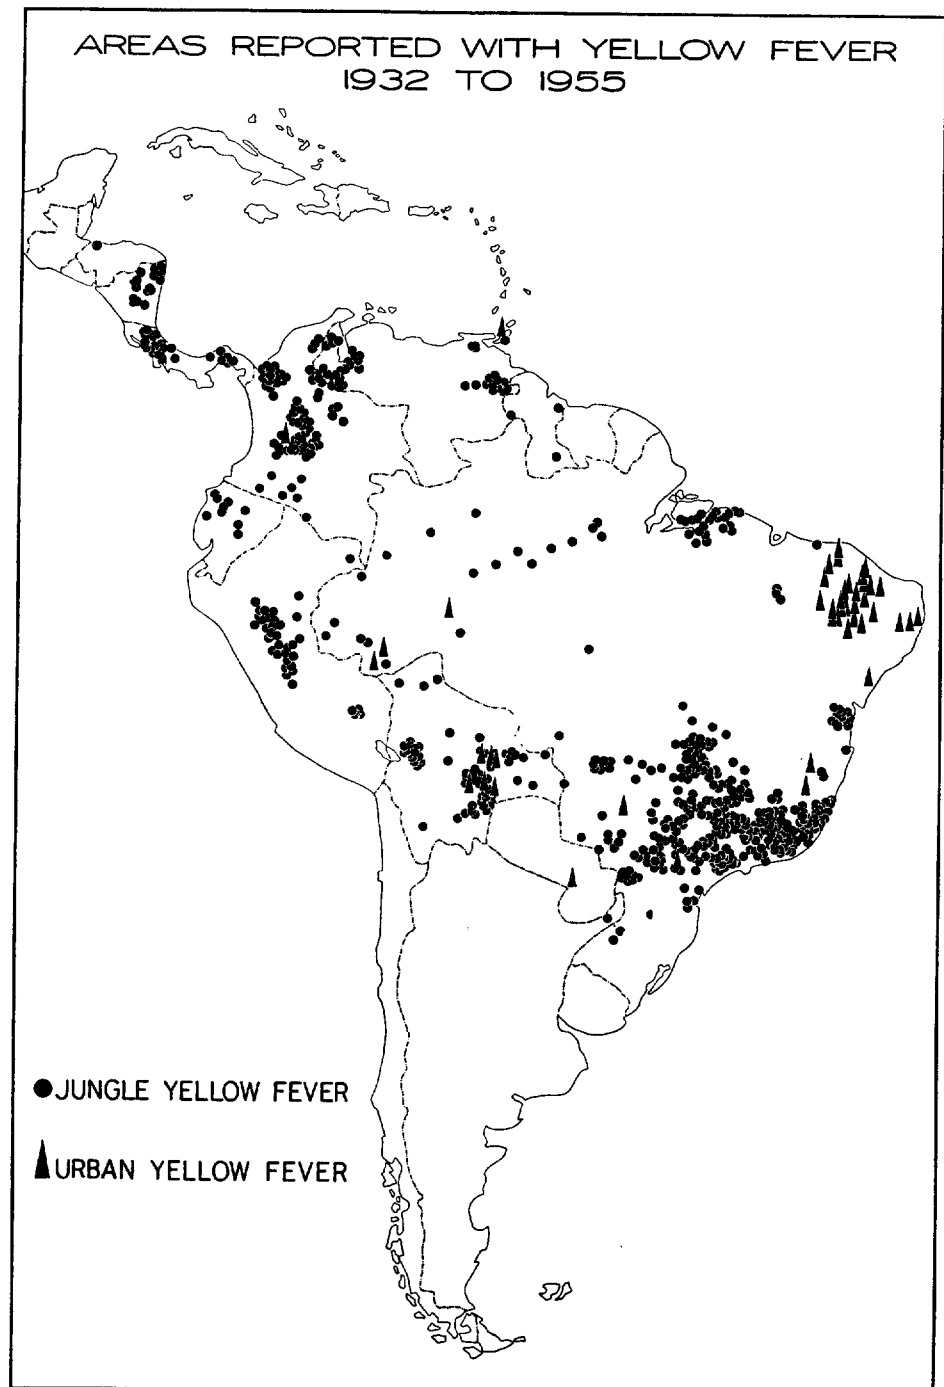 AREAS REPORTED WITH YELLOW FEVER
1932 TO 1955
JUNGLE YELLOW FEVER
URBAN YELLOW FEVER